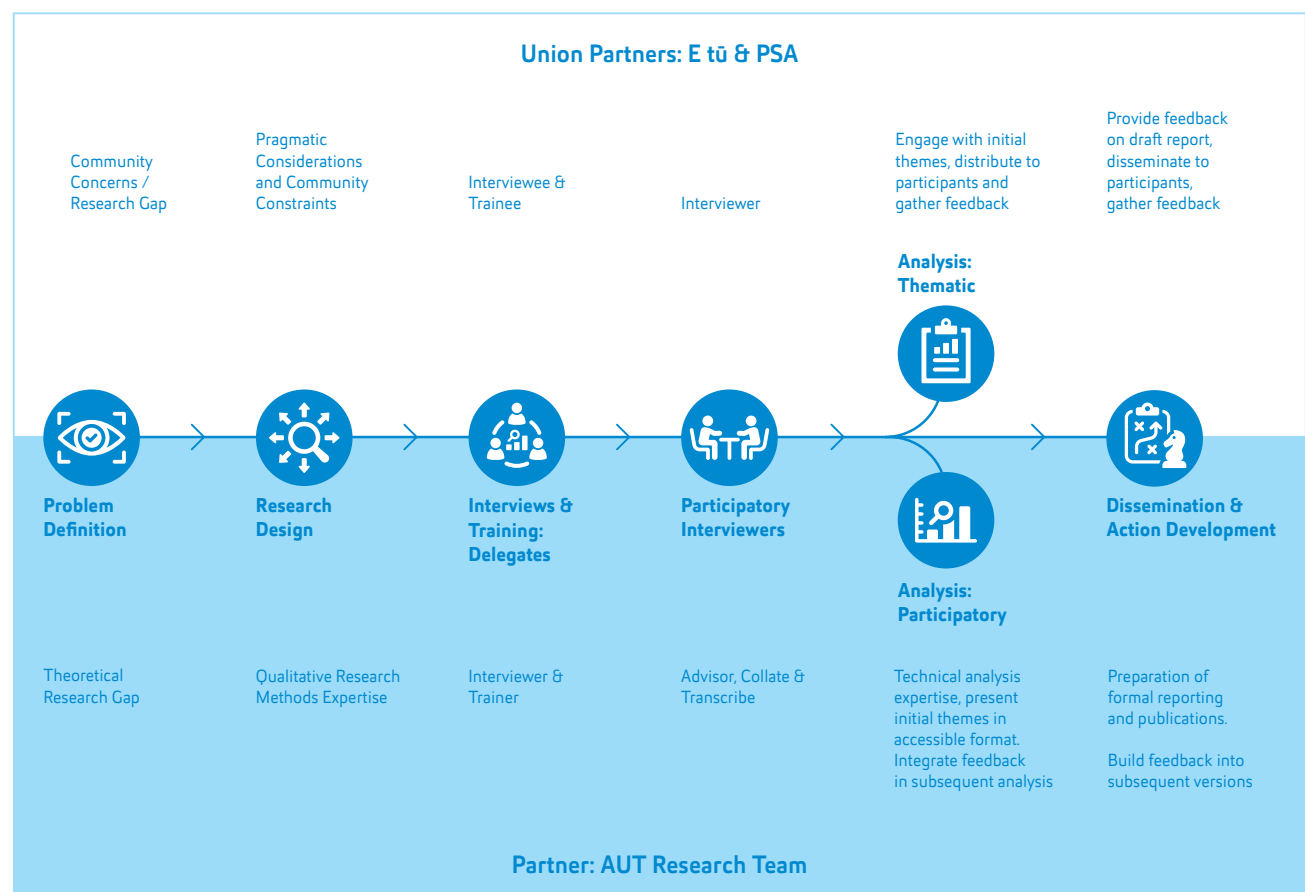 Union Partners: E tū & PSA
Community
Concerns /
Research Gap
Pragmatic
Considerations
and Community
Constraints
Interviewee &
Trainee
Interviewer
Engage with initial
themes, distribute to
participants and
gather feedback
Provide feedback
on draft report,
disseminate to
participants,
gather feedback
Analysis:
Thematic
Problem
Definition
Research
Design
Interviews &
Training:
Delegates
Participatory
Interviewers
Dissemination &
Action Development
Analysis:
Participatory
Theoretical
Research Gap
Qualitative Research
Methods Expertise
Interviewer &
Trainer
Advisor, Collate &
Transcribe
Technical analysis
expertise, present
initial themes in
accessible format.
Integrate feedback
in subsequent analysis
Preparation of
formal reporting
and publications.
Build feedback into
subsequent versions
Partner: AUT Research Team